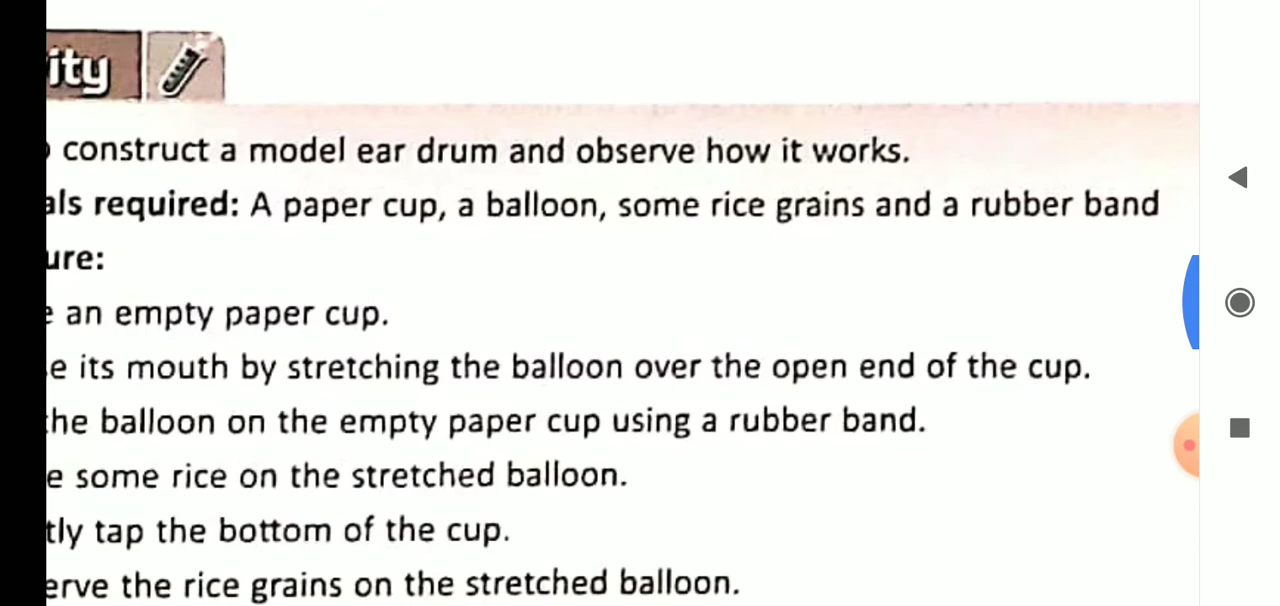 ity
construct a model ear drum and observe how it works.
als required: A paper cup, a balloon, some rice grains and a rubber band
ure:
e an empty paper cup.
e its mouth by stretching the balloon over the open end of the cup.
he balloon on the empty paper cup using a rubber band.
e some rice on the stretched balloon.
tly tap the bottom of the cup.
erve the rice grains on the stretched balloon.